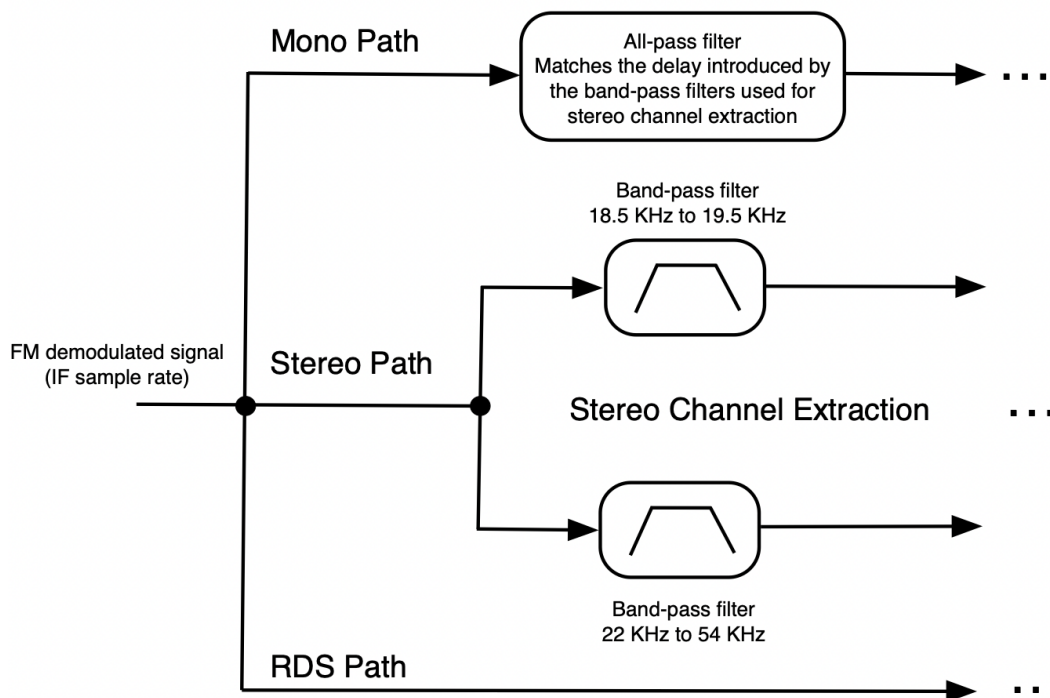 Mono Path
All-pass filter
Matches the delay introduced by
the band-pass filters used for
stereo channel extraction
Band-pass filter
18.5 KHz to 19.5 KHz
FM demodulated signal
(IF sample rate)
Stereo Path
Stereo Channel Extraction
Band-pass filter
22 KHz to 54 KHz
RDS Path